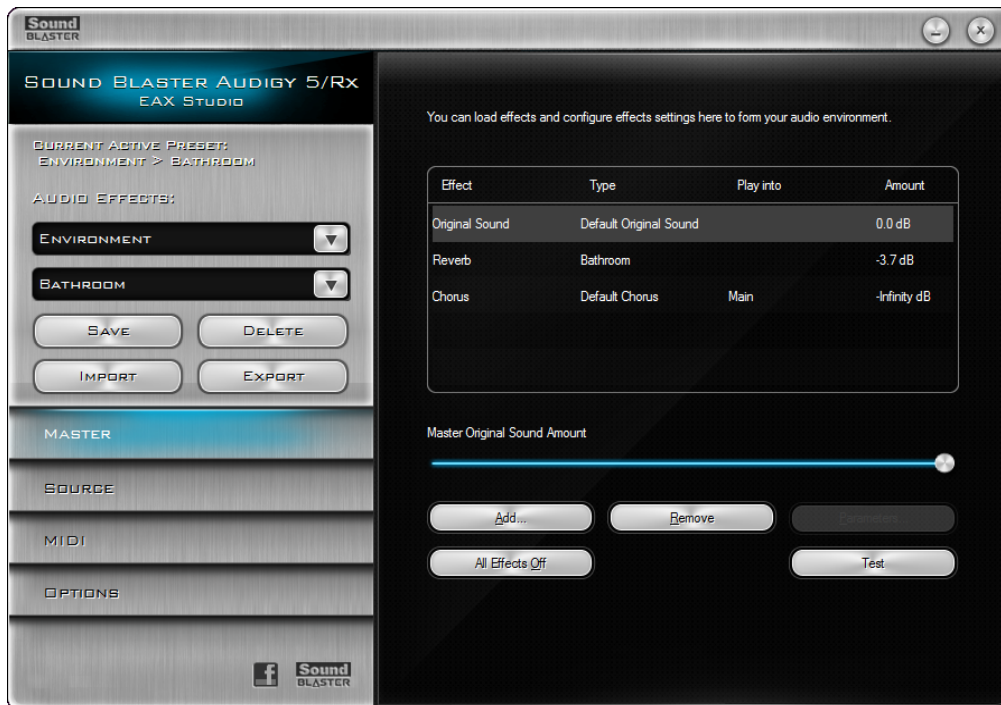 Sound
BLASTER
SOUND BLASTER AUDIGY 5/RX
EAX STUDIO
CURRENT ACTIVE PRESET:
ENVIRONMENT > BATHROOM
AUDIO EFFECTS:
ENVIRONMENT
BATHROOM
SAVE
DELETE
IMPORT
EXPORT
MASTER
SOURCE
MIDI
OPTIONS
f
Sound
BLASTER
You can load effects and configure effects settings here to form your audio environment.
Effect Type Play into Amount
Original Sound Default Original Sound 0.0 dB
Reverb Bathroom -3.7 dB
Chorus Default Chorus Main -Infinity dB
Master Original Sound Amount
Add... Remove Parameters
All Effects Off Test